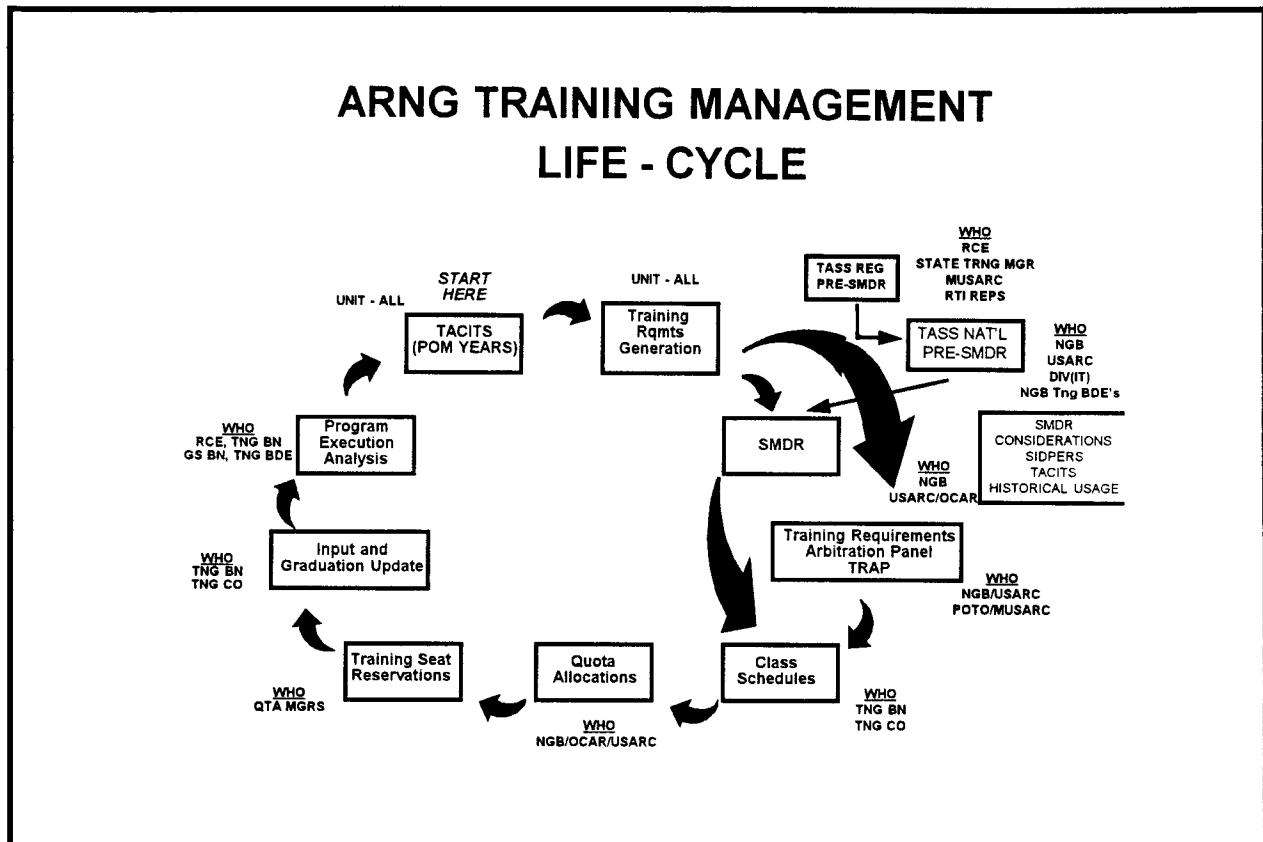 ARNG TRAINING MANAGEMENT
LIFE - CYCLE
START
HERE
UNIT - ALL
TACITS
(POM YEARS)
UNIT - ALL
Training
Rqmts
Generation
TASS REG
PRE-SMDR
WHO
RCE
STATE TRNG MGR
MUSARC
RTI REPS
TASS NAT'L
PRE-SMDR
WHO
NGB
USARC
DIV(IT)
NGB Tng BDE's
SMDR
SMDR
CONSIDERATIONS
SIDPERS
TACITS
HISTORICAL USAGE
WHO
NGB
USARC/OCAR
Training Requirements
Arbitration Panel
TRAP
WHO
NGB/USARC
POTO/MUSARC
Class
Schedules
WHO
TNG BN
TNG CO
Quota
Allocations
WHO
NGB/OCAR/USARC
Training Seat
Reservations
WHO
QTA MGRS
Input and
Graduation Update
WHO
TNG BN
TNG CO
Program
Execution
Analysis
WHO
RCE, TNG BN
GS BN, TNG BDE